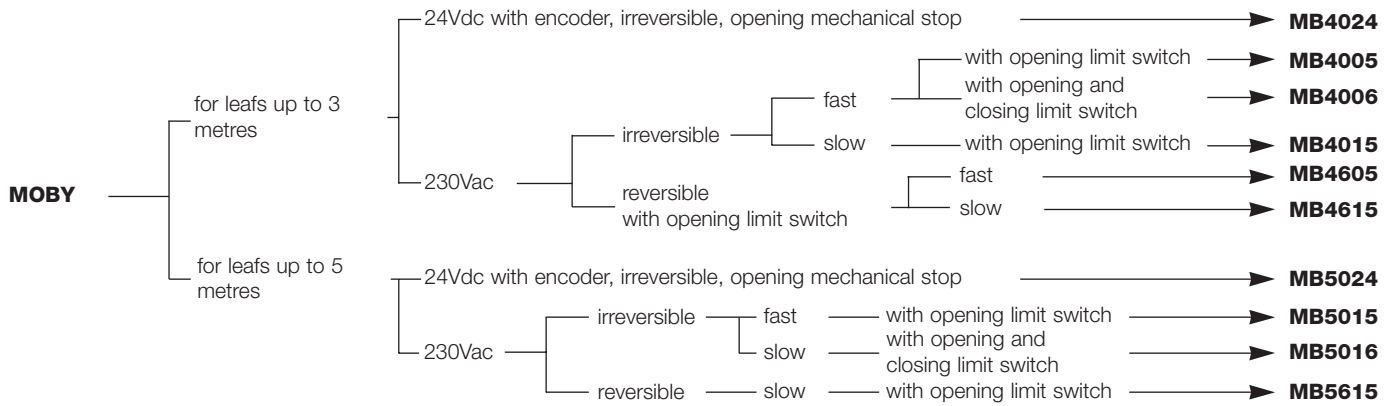 24Vdc with encoder, irreversible, opening mechanical stop
MB4024
with opening limit switch
MB4005
for leafs up to 3
metres
fast
with opening and
closing limit switch
MB4006
irreversible
slow
with opening limit switch
MB4015
MOBY
230Vac
reversible
with opening limit switch
fast
MB4605
slow
MB4615
for leafs up to 5
metres
24Vdc with encoder, irreversible, opening mechanical stop
MB5024
irreversible
fast
with opening limit switch
MB5015
230Vac
slow
with opening and
closing limit switch
MB5016
reversible
slow
with opening limit switch
MB5615